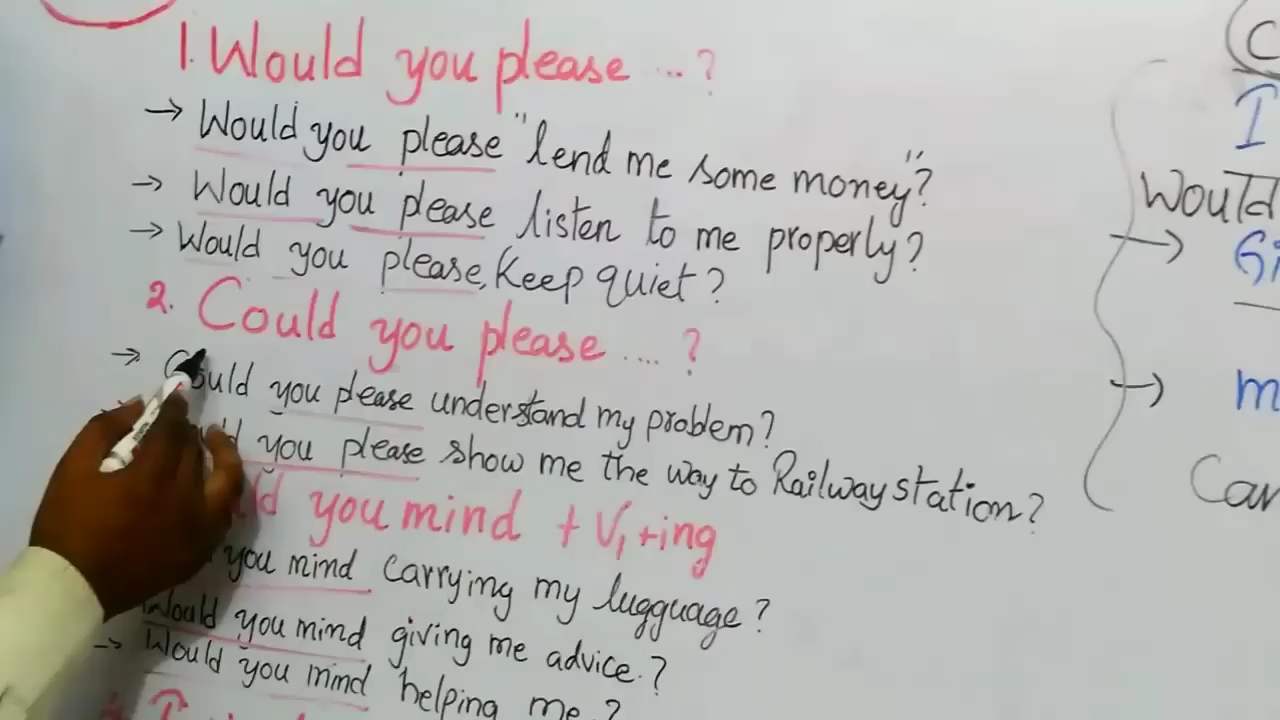 1. Would you please ...?
→ Would you please "lend me some money"?
→ Would you please listen to me properly?
→ Would you please, Keep quiet?
2. Could you please ....?
→ Could you please understand my problem?
you please show me the way to Railway station?
you mind + V1 + ing
you mind carrying my lugguage?
Would you mind giving me advice.?
→ Would you mind helping me?
I
Would
→
→ m